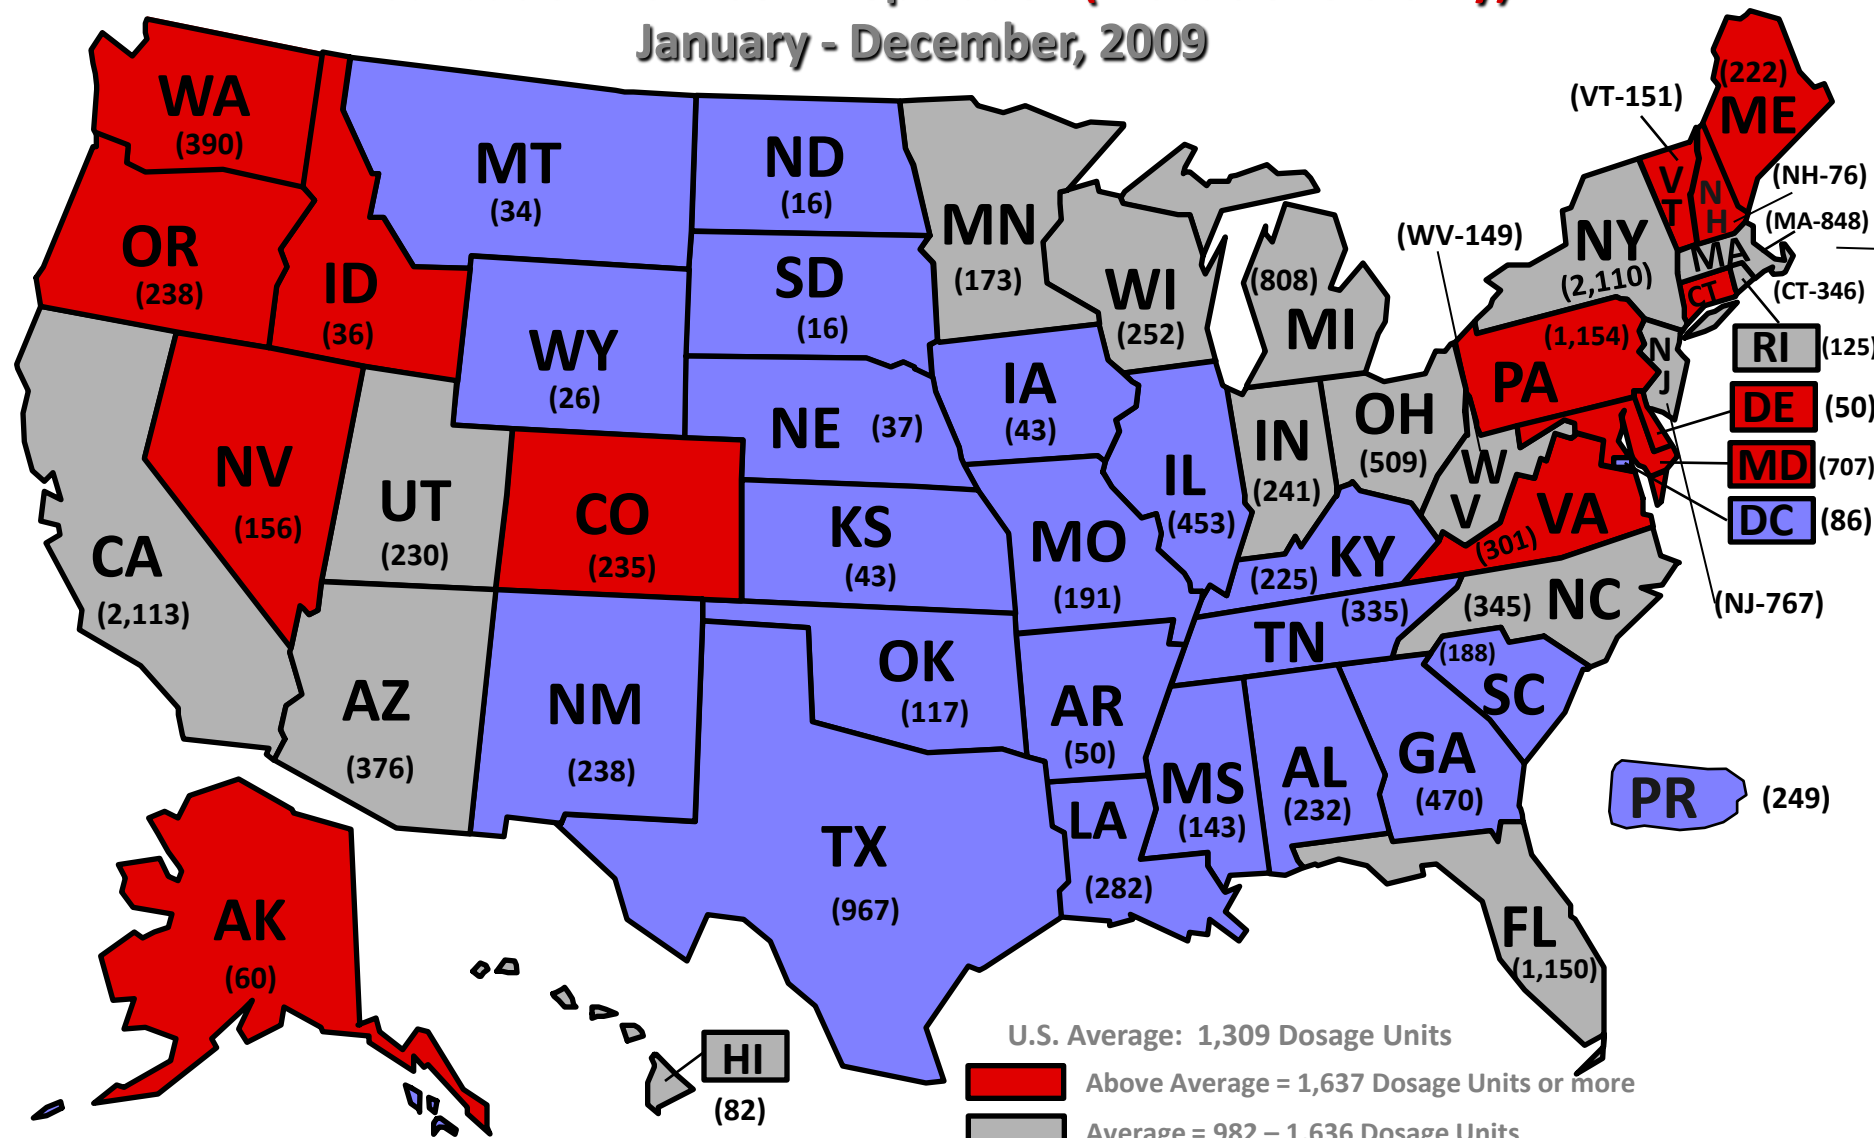 January - December, 2009
WA
(390)
OR
(238)
ID
(36)
MT
(34)
ND
(16)
SD
(16)
WY
(26)
NE (37)
MN
(173)
WI
(252)
(808)
MI
IA
(43)
NV
(156)
UT
(230)
CO
(235)
KS
(43)
MO
(191)
IL
(453)
IN
(241)
OH
(509)
CA
(2,113)
AZ
(376)
NM
(238)
OK
(117)
TX
(967)
AR
(50)
LA
(282)
MS
(143)
AL
(232)
GA
(470)
FL
(1,150)
(188)
SC
(345) NC
(335)
TN
(225) KY
(301) VA
W
V
(WV-149)
(1,154)
PA
NY
(2,110)
(VT-151)
V
T
N
H
(222)
ME
(NH-76)
(MA-848)
MA
CT
(CT-346)
N
J
RI (125)
DE (50)
MD (707)
DC (86)
(NJ-767)
PR (249)
AK
(60)
HI
(82)
U.S. Average: 1,309 Dosage Units
Above Average = 1,637 Dosage Units or more
Average = 982 – 1,636 Dosage Units